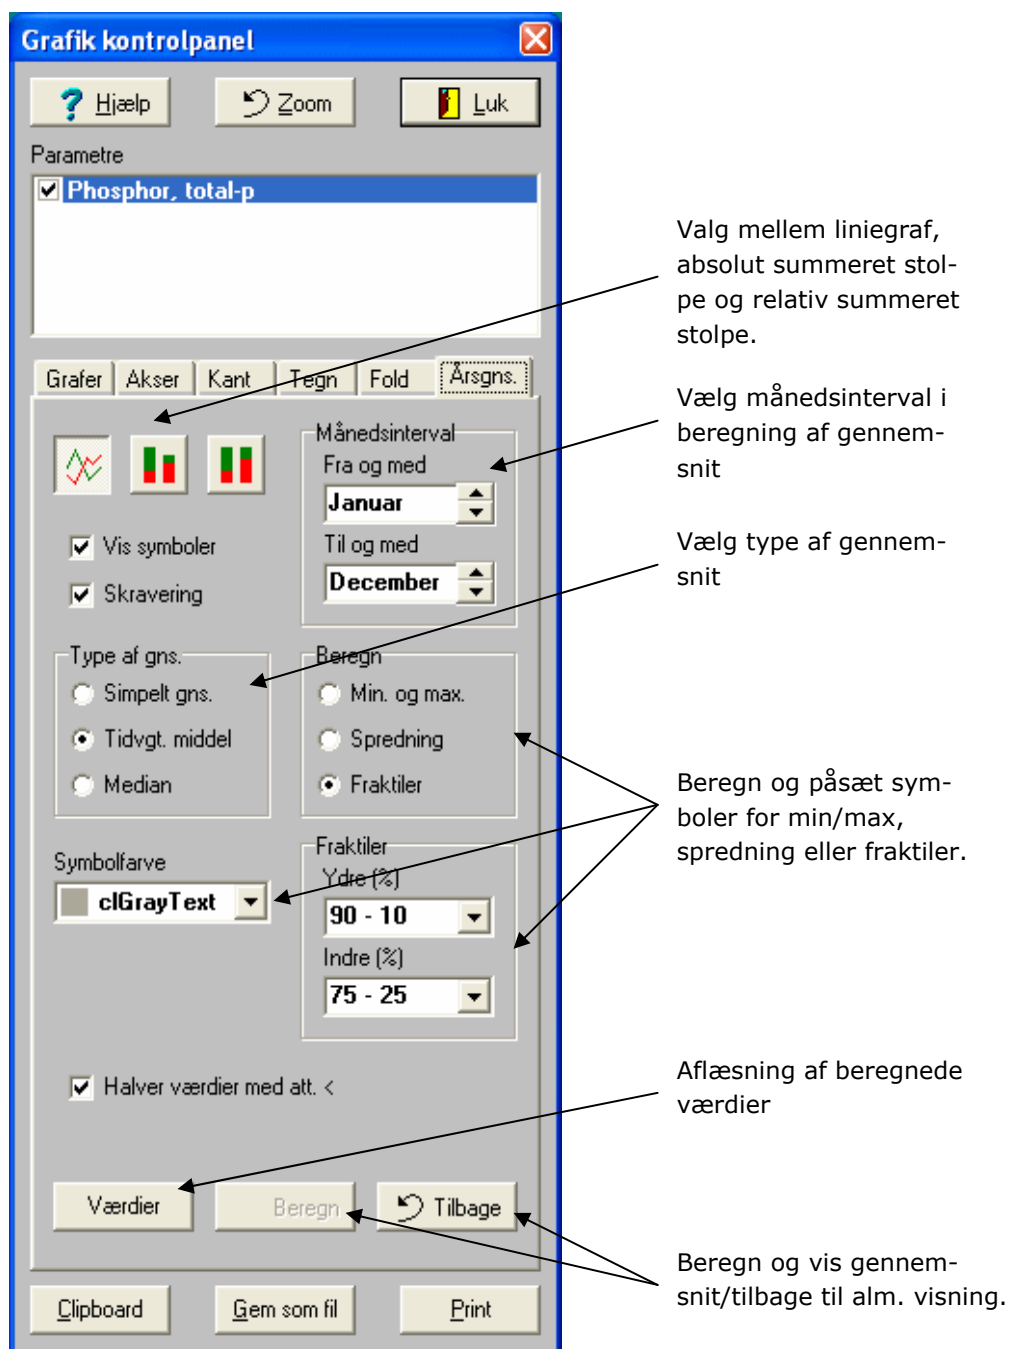 Grafik kontrolpanel
? Hjælp
Zoom
Luk
Parametre
Phosphor, total-p
Grafer
Akser
Kant
Tegn
Fold
Årsgns.
Månedsinterval
Fra og med
Januar
Til og med
December
Vis symboler
Skravering
Type af gns.
Simpelt gns.
Tidvgt. middel
Median
Beregn
Min. og max.
Spredning
Fraktiler
Symbolfarve
clGrayText
Fraktiler
Ydre (%)
90 - 10
Indre (%)
75 - 25
Halver værdier med att. <
Værdier
Beregn
Tilbage
Clipboard
Gem som fil
Print
Valg mellem liniegraf,
absolut summeret stol-
pe og relativ summeret
stolpe.
Vælg månedsinterval i
beregning af gennem-
snit
Vælg type af gennem-
snit
Beregn og påsæt sym-
boler for min/max,
spredning eller fraktiler.
Aflæsning af beregnede
værdier
Beregn og vis gennem-
snit/tilbage til alm. visning.